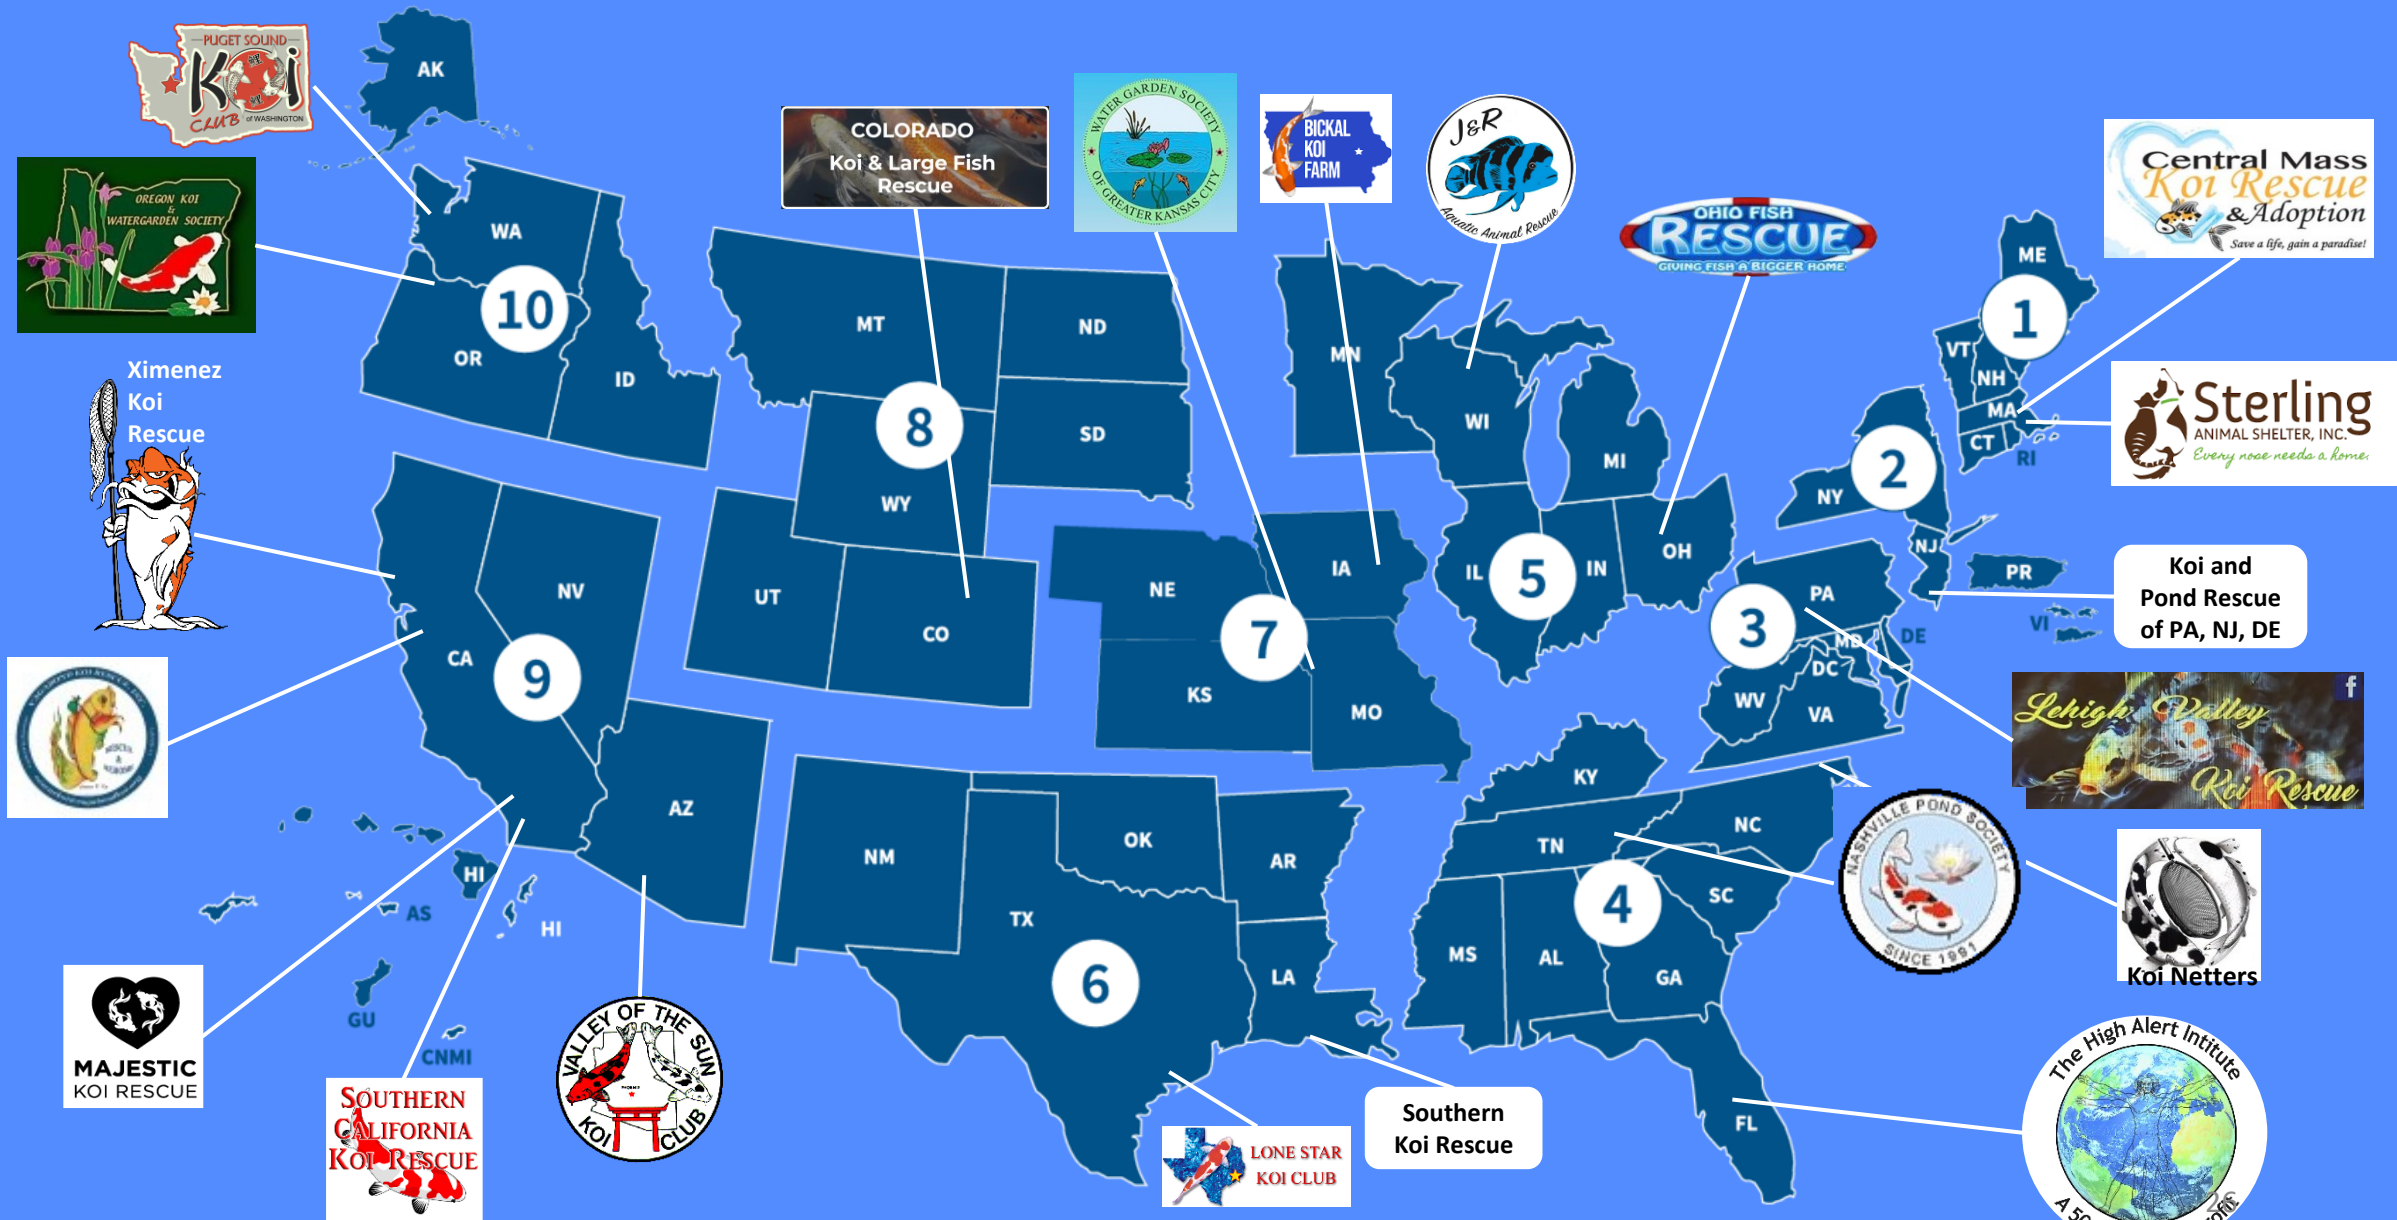 PUGET SOUND
KOi
CLUB of WASHINGTON
AK
OREGON KOI
&
WATERGARDEN SOCIETY
Ximenez
Koi
Rescue
COLORADO
Koi & Large Fish
Rescue
WATER GARDEN SOCIETY
OF GREATER KANSAS CITY
BICKAL
KOI
FARM
J&R
Aquatic Animal Rescue
OHIO FISH
RESCUE
GIVING FISH A BIGGER HOME
Central Mass
Koi Rescue
& Adoption
Save a life, gain a paradise!
Sterling
ANIMAL SHELTER, INC.
Every nose needs a home.
Koi and
Pond Rescue
of PA, NJ, DE
Lehigh Valley
Koi Rescue
f
WA
10
OR
ID
MT
ND
8
SD
WY
UT
CO
NV
CA
9
AZ
NE
IA
7
KS
MO
MN
WI
MI
IL
5
IN
OH
ME
1
VT
NH
MA
CT
RI
2
NY
NJ
PR
VI
PA
3
MD
DE
DC
WV
VA
KY
TN
NC
4
SC
MS
AL
GA
FL
NM
OK
AR
TX
6
LA
HI
AS
HI
GU
CNMI
MAJESTIC
KOI RESCUE
SOUTHERN
CALIFORNIA
KOI RESCUE
VALLEY OF THE SUN
PHOENIX
KOI CLUB
LONE STAR
KOI CLUB
Southern
Koi Rescue
NASHVILLE POND SOCIETY
SINCE 1991
Koi Netters
The High Alert Intitute
A 50
26